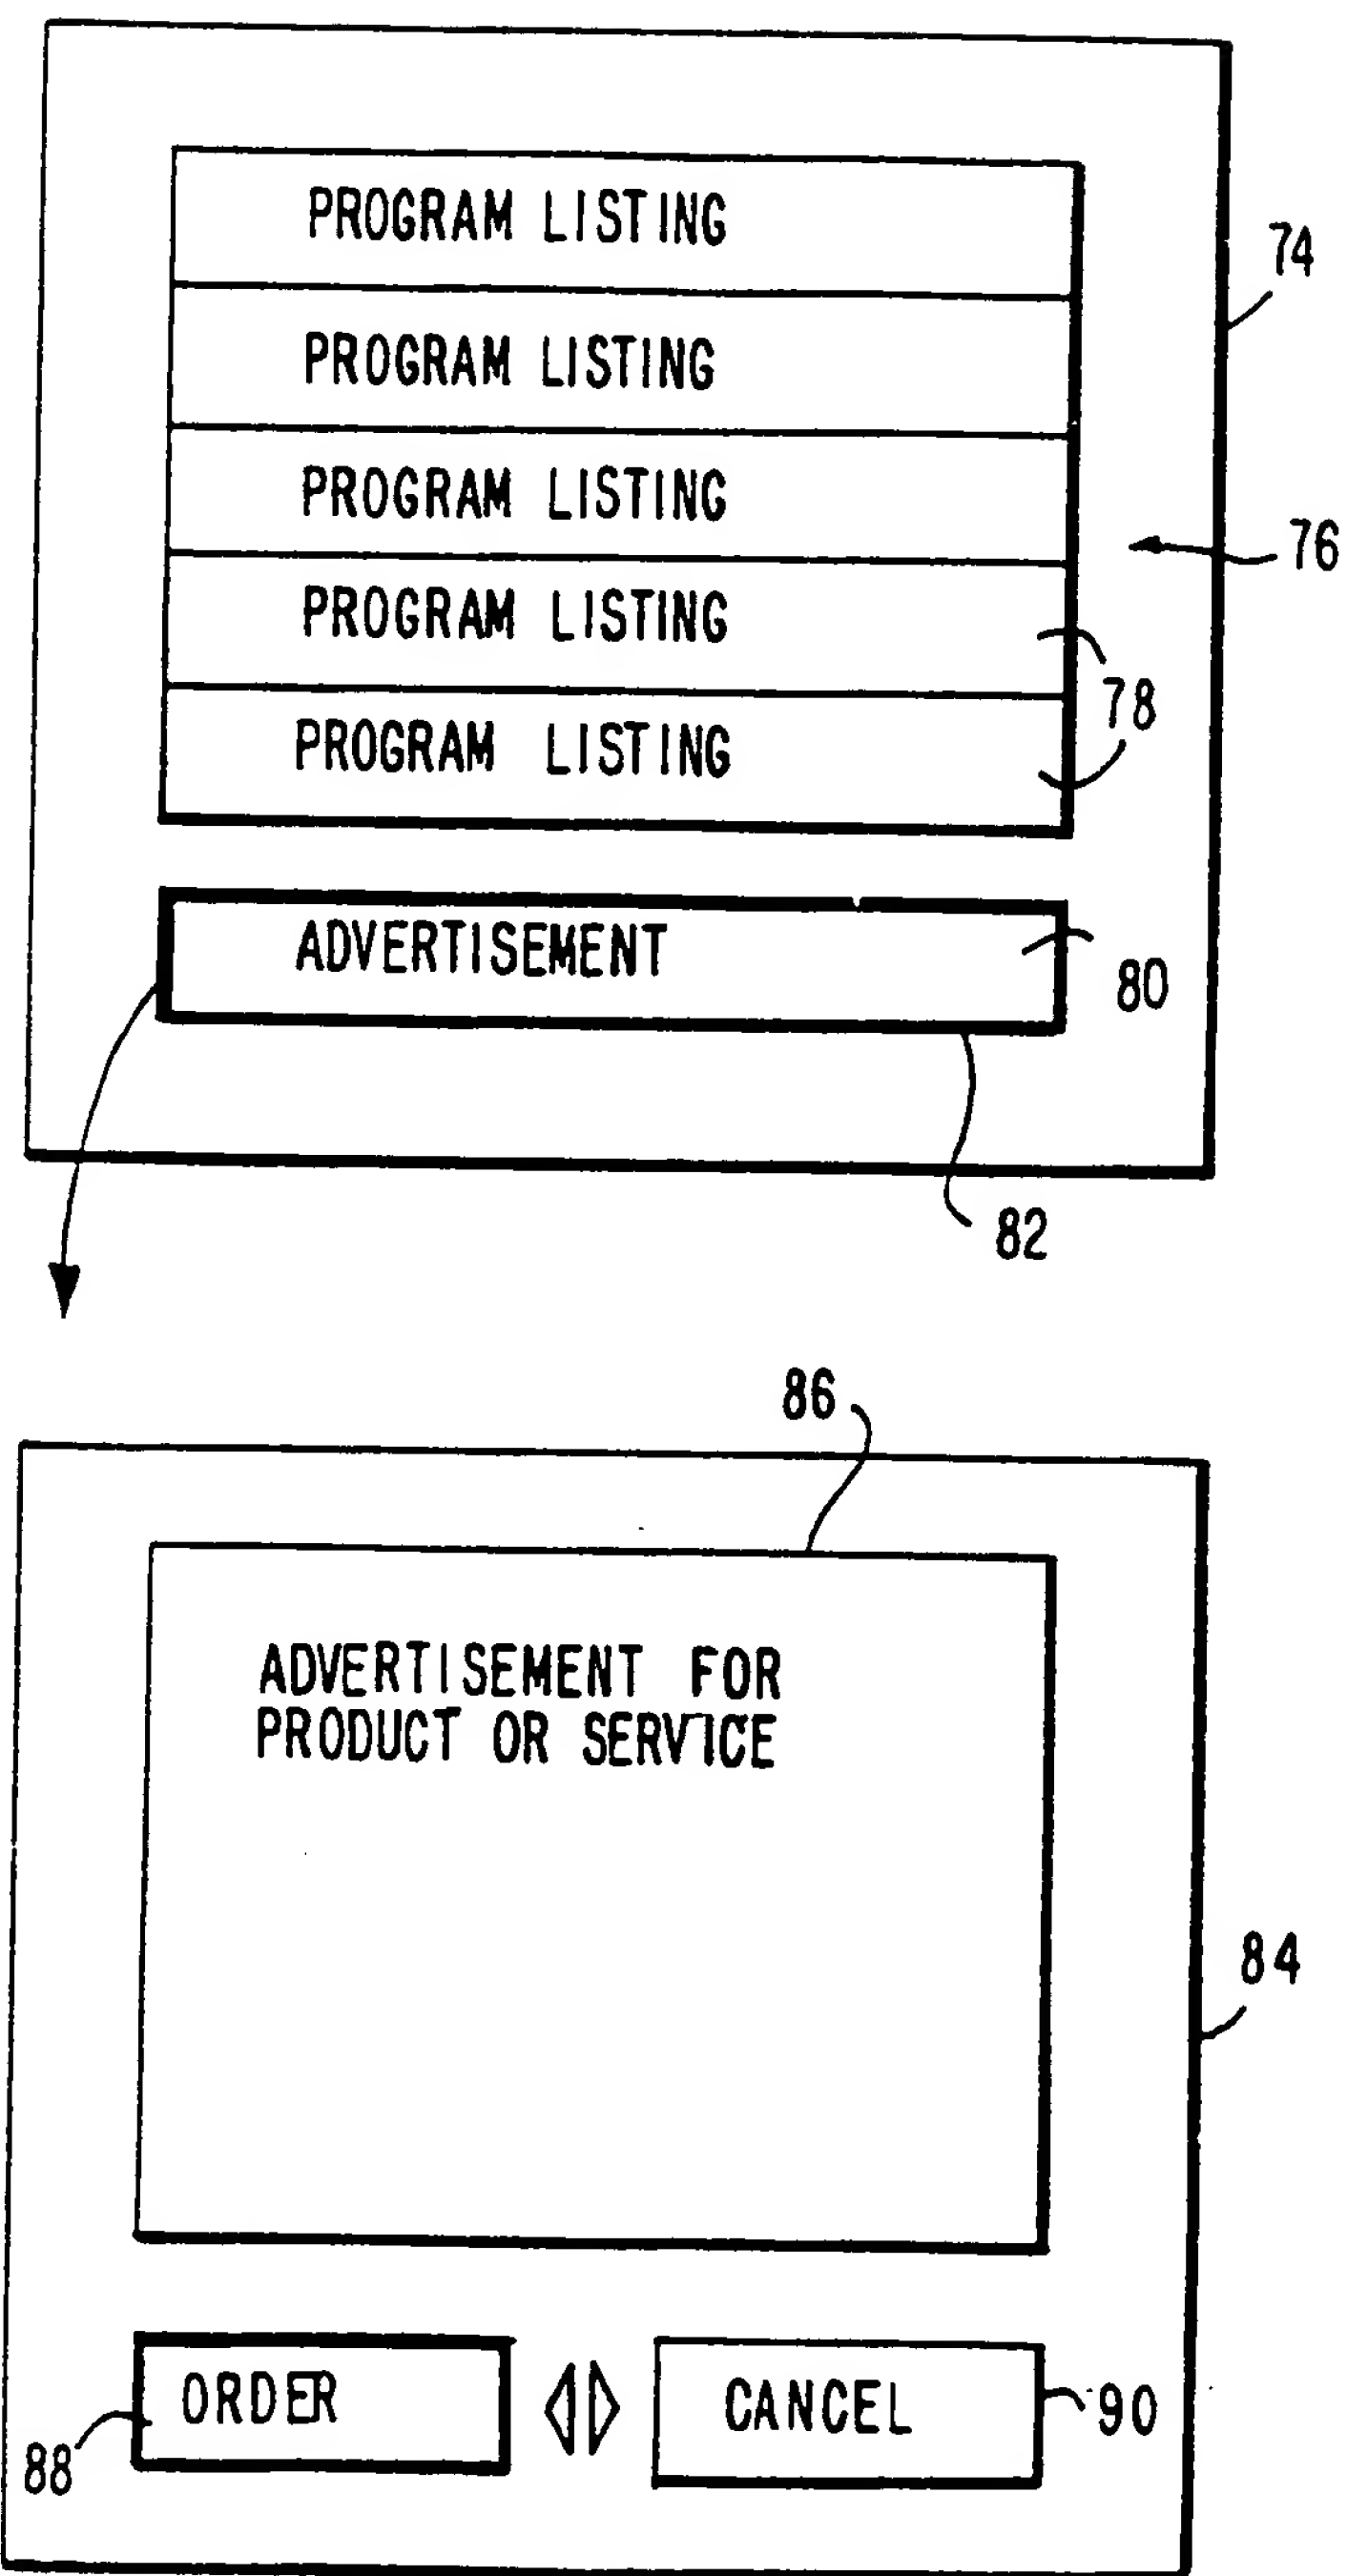 PROGRAM LISTING
74
PROGRAM LISTING
PROGRAM LISTING
76
PROGRAM LISTING
78
PROGRAM LISTING
ADVERTISEMENT
80
82
86
ADVERTISEMENT FOR
PRODUCT OR SERVICE
84
ORDER
CANCEL
90
88